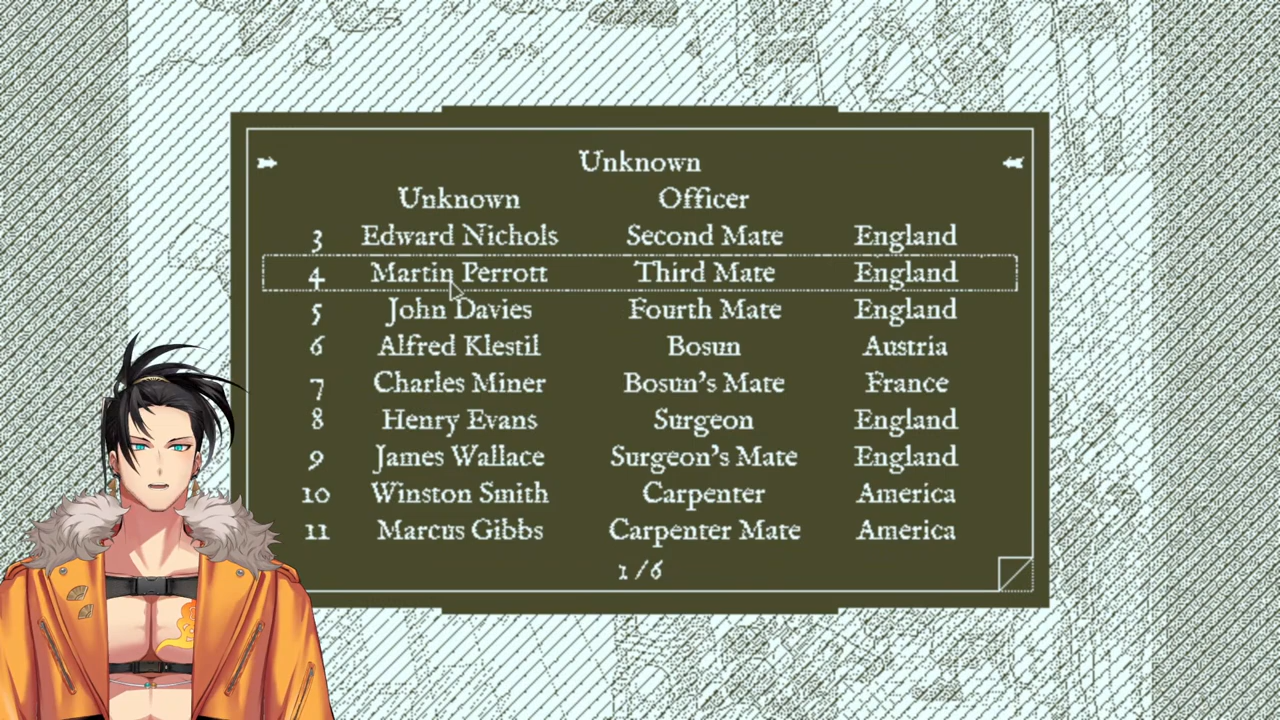 Unknown
Unknown Officer
3 Edward Nichols Second Mate England
4 Martin Perrott Third Mate England
5 John Davies Fourth Mate England
6 Alfred Klestil Bosun Austria
7 Charles Miner Bosun's Mate France
8 Henry Evans Surgeon England
9 James Wallace Surgeon's Mate England
10 Winston Smith Carpenter America
11 Marcus Gibbs Carpenter Mate America
1/6